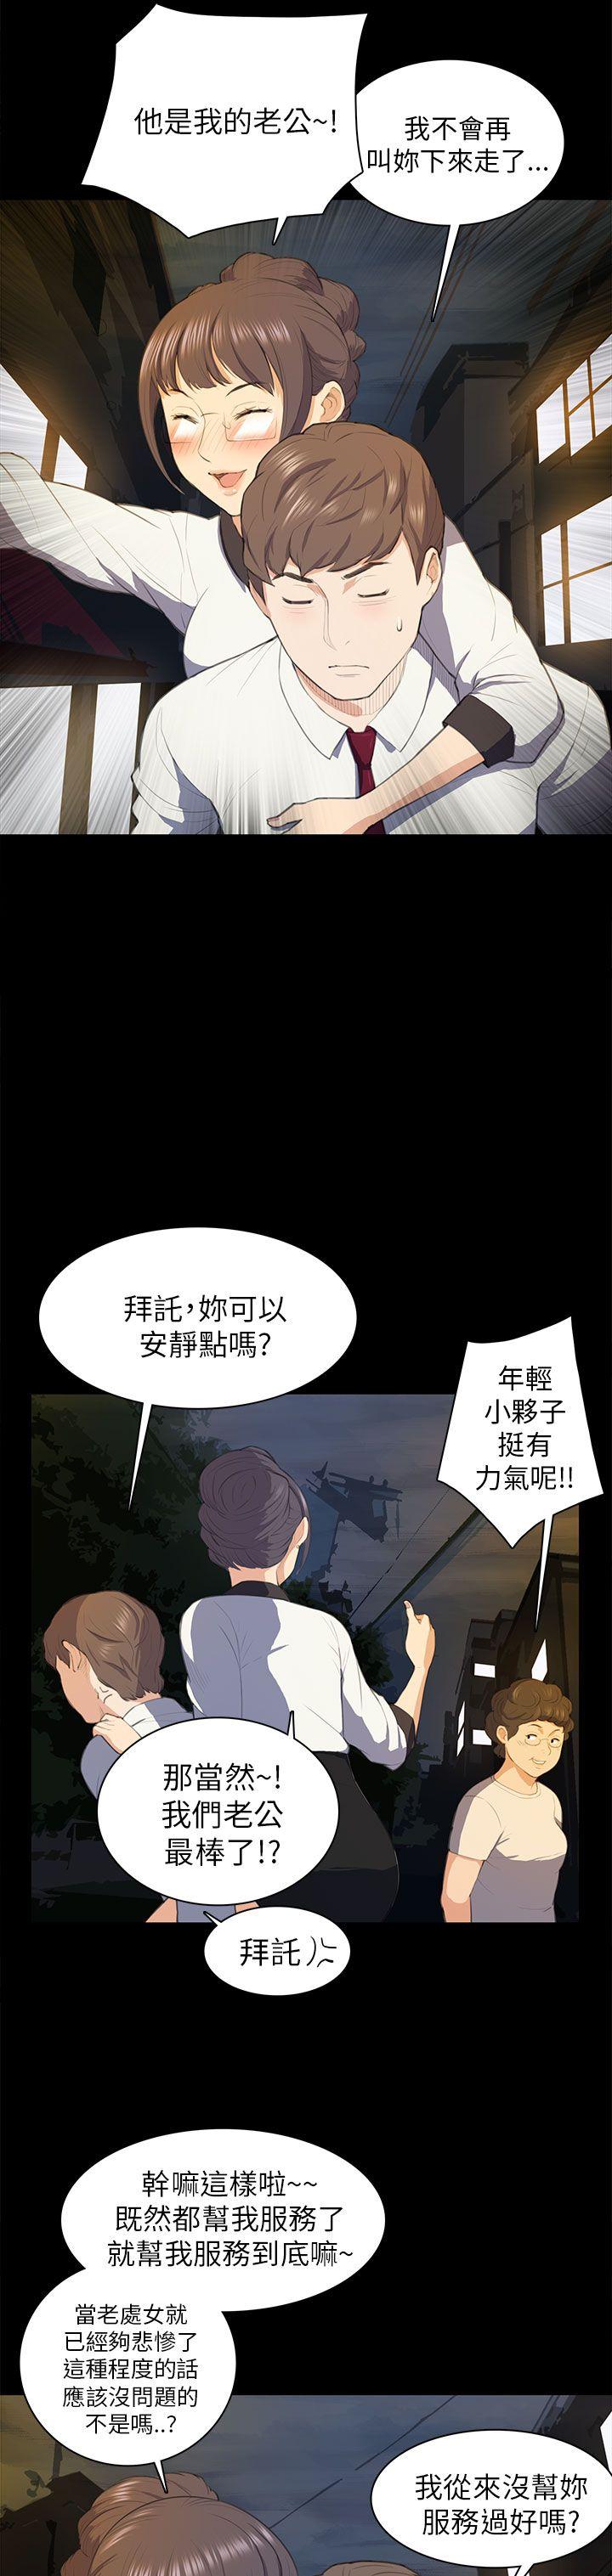 他是我的老公~!
我不會再
叫妳下來走了...
拜託,妳可以
安靜點嗎?
年輕
小夥子
挺有
力氣呢!!
那當然~!
我們老公
最棒了!?
拜託
幹嘛這樣啦~~
既然都幫我服務了
就幫我服務到底嘛~
當老處女就
已經夠悲慘了
這種程度的話
應該沒問題的
不是嗎..?
我從來沒幫妳
服務過好嗎?